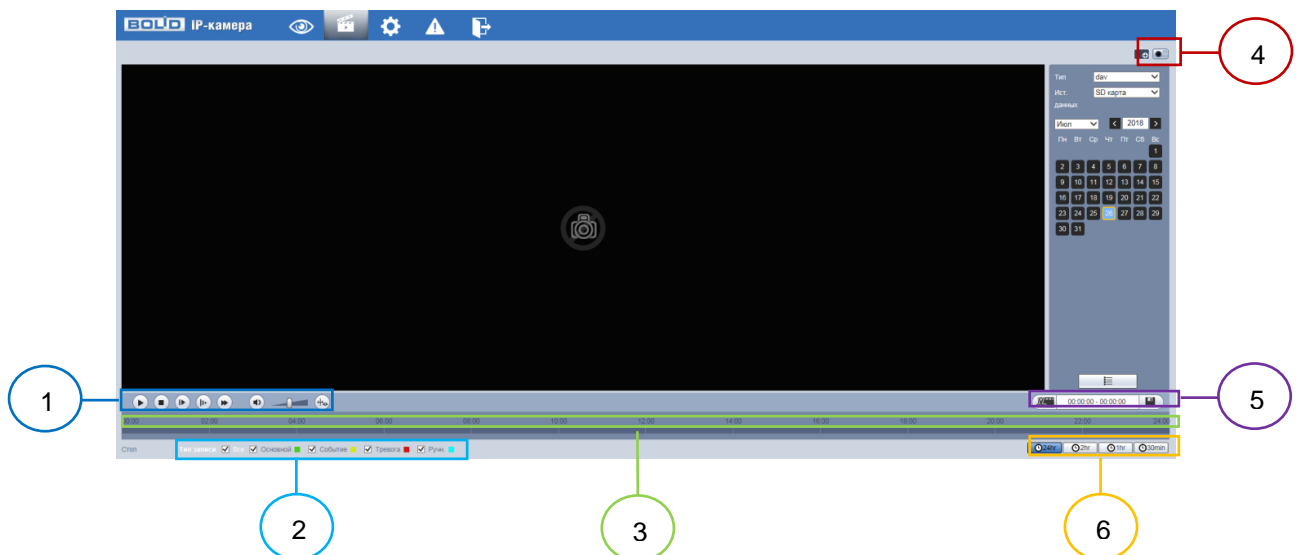 BOLID IP-камера
4
Тип dav
Ист. данных SD карта
Июл 2018
Пн Вт Ср Чт Пт Сб Вс
1
2 3 4 5 6 7 8
9 10 11 12 13 14 15
16 17 18 19 20 21 22
23 24 25 26 27 28 29
30 31
1
00:00:00 - 00:00:00
5
00:00 02:00 04:00 06:00 08:00 10:00 12:00 14:00 16:00 18:00 20:00 22:00 24:00
Стоп Тип записи Все Основной Событие Тревога Ручн.
24hr 2hr 1hr 30min
2
3
6